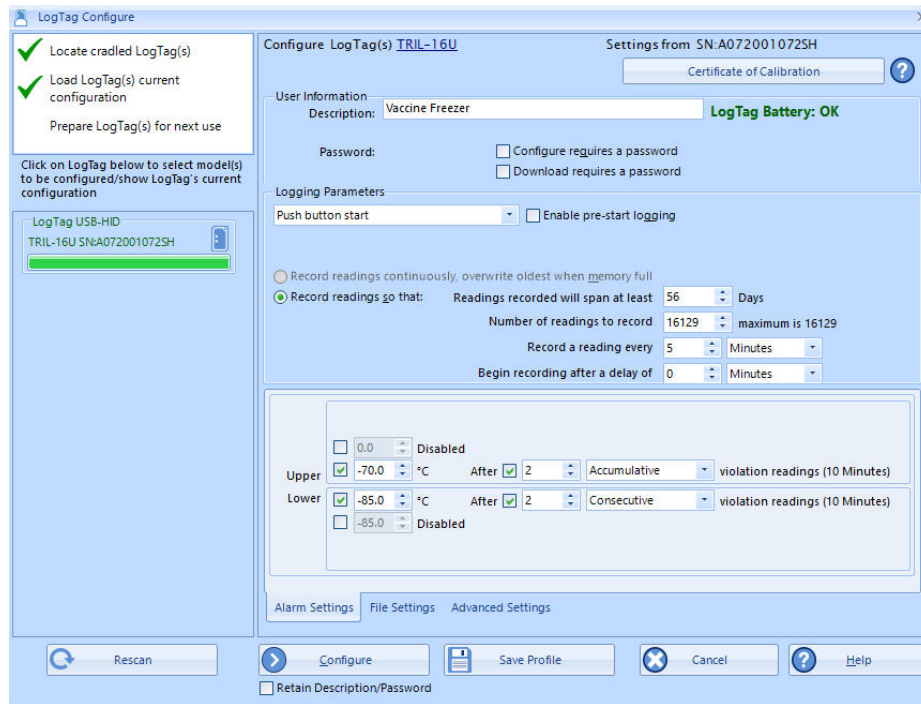 LogTag Configure
Locate cradled LogTag(s)
Load LogTag(s) current
configuration
Prepare LogTag(s) for next use
Click on LogTag below to select model(s)
to be configured/show LogTag's current
configuration
LogTag USB-HID
TRIL-16U SN:A072001072SH
Configure LogTag(s) TRIL-16U Settings from SN:A072001072SH
Certificate of Calibration ?
User Information
Description: Vaccine Freezer LogTag Battery: OK
Password: Configure requires a password
Download requires a password
Logging Parameters
Push button start Enable pre-start logging
Record readings continuously, overwrite oldest when memory full
Record readings so that: Readings recorded will span at least 56 Days
Number of readings to record 16129 maximum is 16129
Record a reading every 5 Minutes
Begin recording after a delay of 0 Minutes
0.0 Disabled
Upper -70.0 °C After 2 Accumulative violation readings (10 Minutes)
Lower -85.0 °C After 2 Consecutive violation readings (10 Minutes)
-85.0 Disabled
Alarm Settings File Settings Advanced Settings
Rescan Configure Save Profile Cancel ? Help
Retain Description/Password